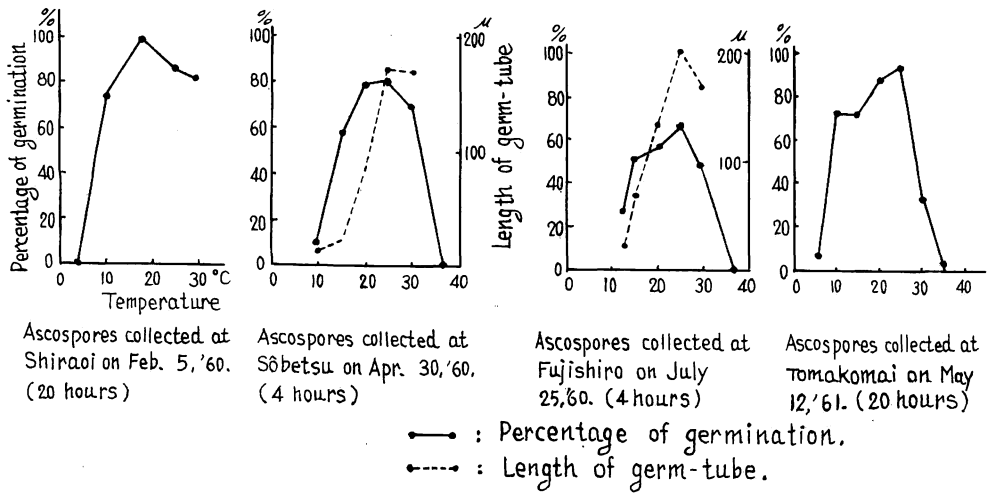 %
100
80
60
40
20
0
0 10 20 30 °C
Percentage of germination
Temperature
Ascospores collected at
Shiraoi on Feb. 5, '60.
(20 hours)
% μ
100
80
60
40
20
0
200
100
0 10 20 30 40
Length of germ-tube
Ascospores collected at
Sôbetsu on Apr. 30, '60,
(4 hours)
% μ
100
80
60
40
20
0
200
100
0 10 20 30 40
Ascospores collected at
Fujishiro on July
25,'60. (4 hours)
%
100
80
60
40
20
0
0 10 20 30 40
Ascospores collected at
Tomakomai on May
12,'61. (20 hours)
: Percentage of germination.
: Length of germ-tube.